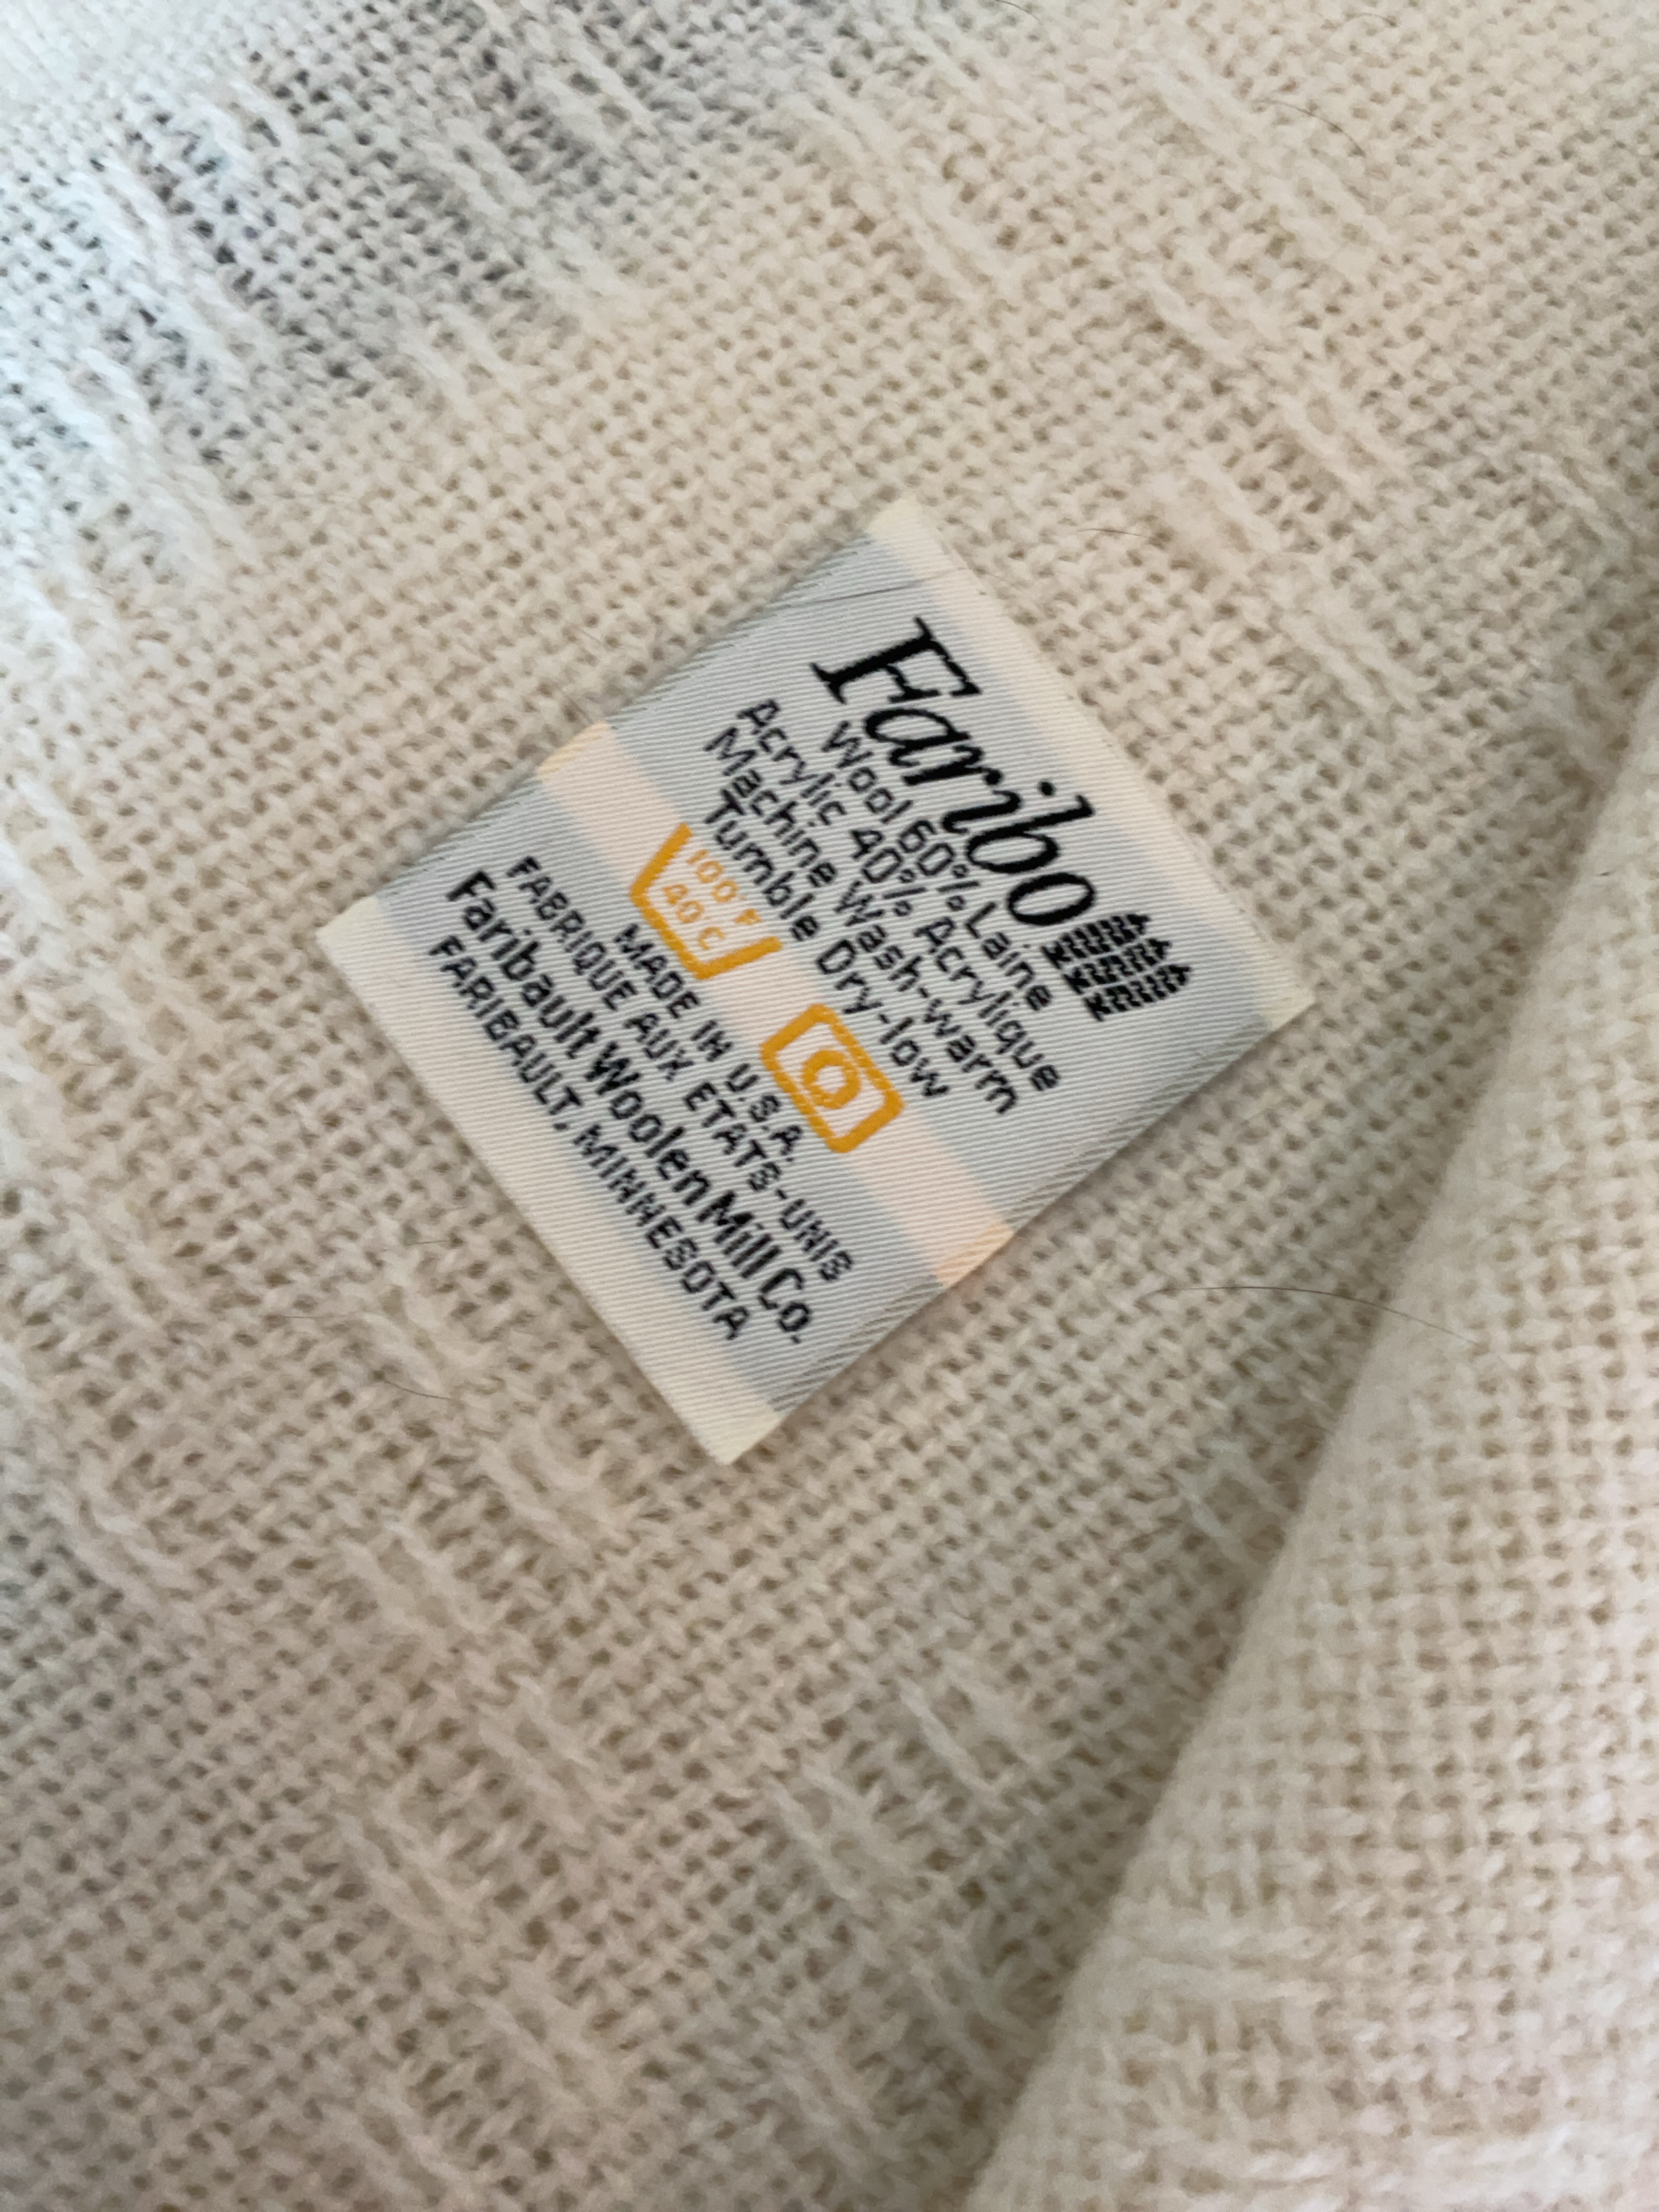 Faribo
Wool 60% Laine
Acrylic 40% Acrylique
Machine Wash-warm
Tumble Dry-low
100°F
40°C
MADE IN U.S.A.
FABRIQUE AUX ETATS-UNIS
Faribault Woolen Mill Co.
FARIBAULT, MINNESOTA